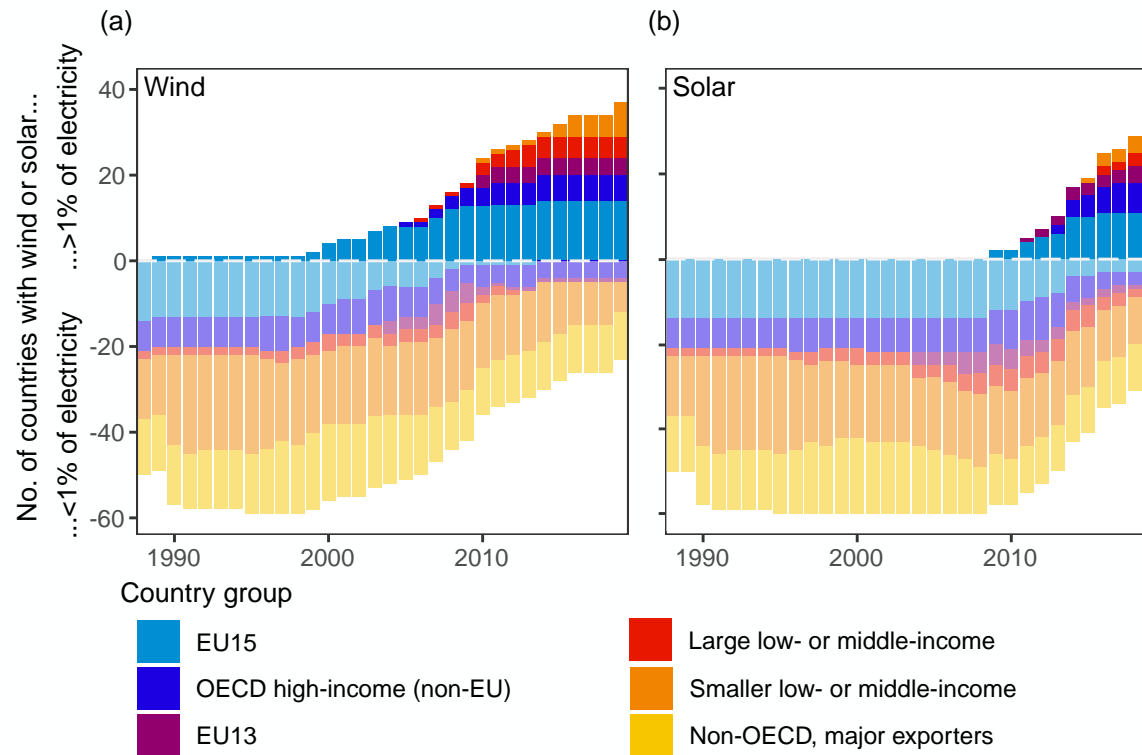 (a)
(b)
No. of countries with wind or solar...
...<1% of electricity
...>1% of electricity
Wind
Solar
40
20
0
-20
-40
-60
1990
2000
2010
1990
2000
2010
Country group
EU15
OECD high-income (non-EU)
EU13
Large low- or middle-income
Smaller low- or middle-income
Non-OECD, major exporters